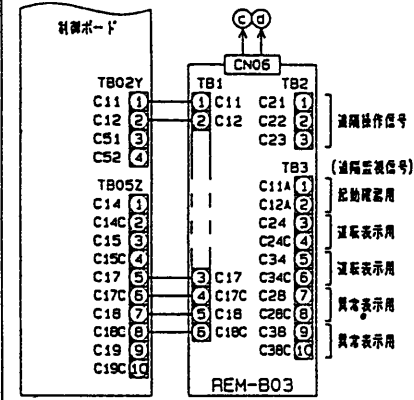 制御ボード
ⓒ ⓓ
CN06
TB02Y
C11 1
C12 2
C51 3
C52 4
TB05Z
C14 1
C14C 2
C15 3
C15C 4
C17 5
C17C 6
C18 7
C18C 8
C19 9
C19C 10
TB1
1 C11
2 C12
3 C17
4 C17C
5 C18
6 C18C
TB2
C21 1
C22 2
C23 3
遠隔操作信号
TB3 (遠隔監視信号)
C11A 1
C12A 2
起動確認用
C24 3
C24C 4
運転表示用
C34 5
C34C 6
運転表示用
C28 7
C28C 8
異常表示用
C38 9
C38C 10
異常表示用
REM-B03